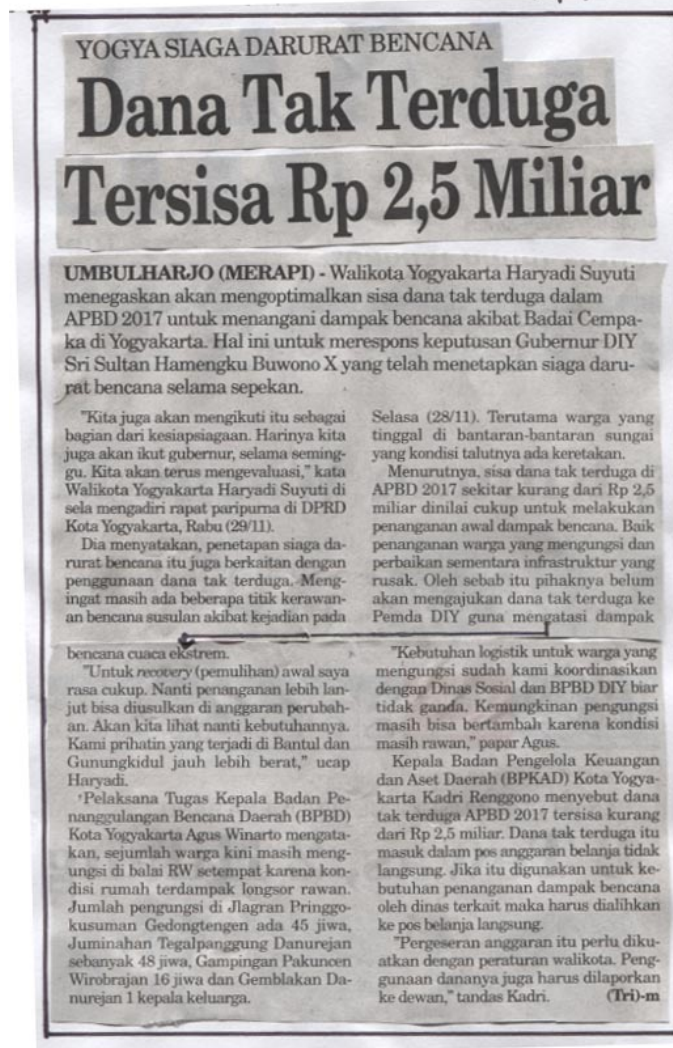 YOGYA SIAGA DARURAT BENCANA
Dana Tak Terduga
Tersisa Rp 2,5 Miliar
UMBULHARJO (MERAPI) - Walikota Yogyakarta Haryadi Suyuti
menegaskan akan mengoptimalkan sisa dana tak terduga dalam
APBD 2017 untuk menangani dampak bencana akibat Badai Cempa-
ka di Yogyakarta. Hal ini untuk merespons keputusan Gubernur DIY
Sri Sultan Hamengku Buwono X yang telah menetapkan siaga daru-
rat bencana selama sepekan.
"Kita juga akan mengikuti itu sebagai
bagian dari kesiapsiagaan. Harinya kita
juga akan ikut gubernur, selama seming-
gu. Kita akan terus mengevaluasi," kata
Walikota Yogyakarta Haryadi Suyuti di
sela mengadiri rapat paripurna di DPRD
Kota Yogyakarta, Rabu (29/11).
Dia menyatakan, penetapan siaga da-
rurat bencana itu juga berkaitan dengan
penggunaan dana tak terduga. Meng-
ingat masih ada beberapa titik kerawan-
an bencana susulan akibat kejadian pada
Selasa (28/11). Terutama warga yang
tinggal di bantaran-bantaran sungai
yang kondisi talutnya ada keretakan.
Menurutnya, sisa dana tak terduga di
APBD 2017 sekitar kurang dari Rp 2,5
miliar dinilai cukup untuk melakukan
penanganan awal dampak bencana. Baik
penanganan warga yang mengungsi dan
perbaikan sementara infrastruktur yang
rusak. Oleh sebab itu pihaknya belum
akan mengajukan dana tak terduga ke
Pemda DIY guna mengatasi dampak
bencana cuaca ekstrem.
"Untuk recovery (pemulihan) awal saya
rasa cukup. Nanti penanganan lebih lan-
jut bisa diusulkan di anggaran perubah-
an. Akan kita lihat nanti kebutuhannya.
Kami prihatin yang terjadi di Bantul dan
Gunungkidul jauh lebih berat," ucap
Haryadi.
Pelaksana Tugas Kepala Badan Pe-
nanggulangan Bencana Daerah (BPBD)
Kota Yogyakarta Agus Winarto mengata-
kan, sejumlah warga kini masih meng-
ungsi di balai RW setempat karena kon-
disi rumah terdampak longsor rawan.
Jumlah pengungsi di Jlagran Pringgo-
kusuman Gedongtengen ada 45 jiwa,
Juminahan Tegalpanggung Danurejan
sebanyak 48 jiwa, Gampingan Pakuncen
Wirobrajan 16 jiwa dan Gemblakan Da-
nurejan 1 kepala keluarga.
"Kebutuhan logistik untuk warga yang
mengungsi sudah kami koordinasikan
dengan Dinas Sosial dan BPBD DIY biar
tidak ganda. Kemungkinan pengungsi
masih bisa bertambah karena kondisi
masih rawan," papar Agus.
Kepala Badan Pengelola Keuangan
dan Aset Daerah (BPKAD) Kota Yogya-
karta Kadri Renggono menyebut dana
tak terduga APBD 2017 tersisa kurang
dari Rp 2,5 miliar. Dana tak terduga itu
masuk dalam pos anggaran belanja tidak
langsung. Jika itu digunakan untuk ke-
butuhan penanganan dampak bencana
oleh dinas terkait maka harus dialihkan
ke pos belanja langsung.
"Pergeseran anggaran itu perlu diku-
atkan dengan peraturan walikota. Peng-
gunaan dananya juga harus dilaporkan
ke dewan," tandas Kadri. (Tri)-m